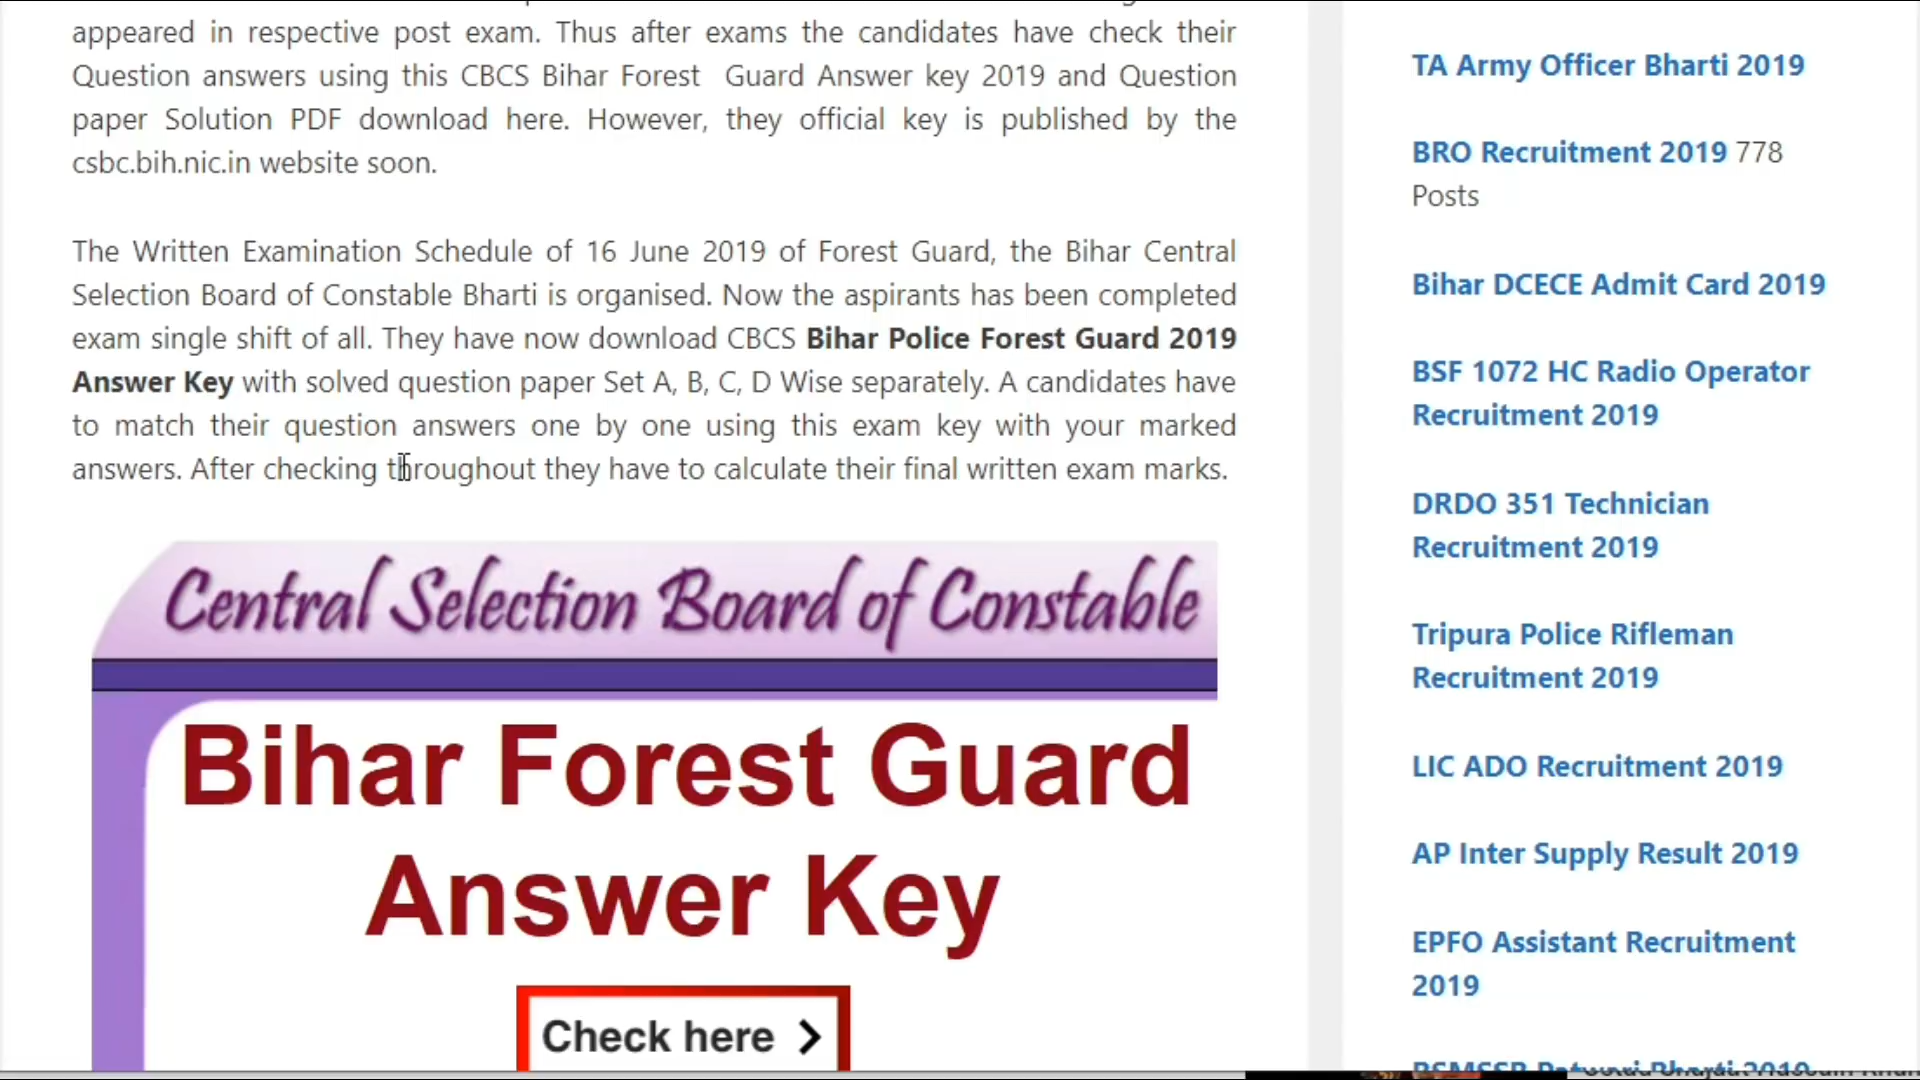 appeared in respective post exam. Thus after exams the candidates have check their
Question answers using this CBCS Bihar Forest Guard Answer key 2019 and Question
paper Solution PDF download here. However, they official key is published by the
csbc.bih.nic.in website soon.
The Written Examination Schedule of 16 June 2019 of Forest Guard, the Bihar Central
Selection Board of Constable Bharti is organised. Now the aspirants has been completed
exam single shift of all. They have now download CBCS Bihar Police Forest Guard 2019
Answer Key with solved question paper Set A, B, C, D Wise separately. A candidates have
to match their question answers one by one using this exam key with your marked
answers. After checking throughout they have to calculate their final written exam marks.
Central Selection Board of Constable
Bihar Forest Guard
Answer Key
Check here
TA Army Officer Bharti 2019
BRO Recruitment 2019 778
Posts
Bihar DCECE Admit Card 2019
BSF 1072 HC Radio Operator
Recruitment 2019
DRDO 351 Technician
Recruitment 2019
Tripura Police Rifleman
Recruitment 2019
LIC ADO Recruitment 2019
AP Inter Supply Result 2019
EPFO Assistant Recruitment
2019